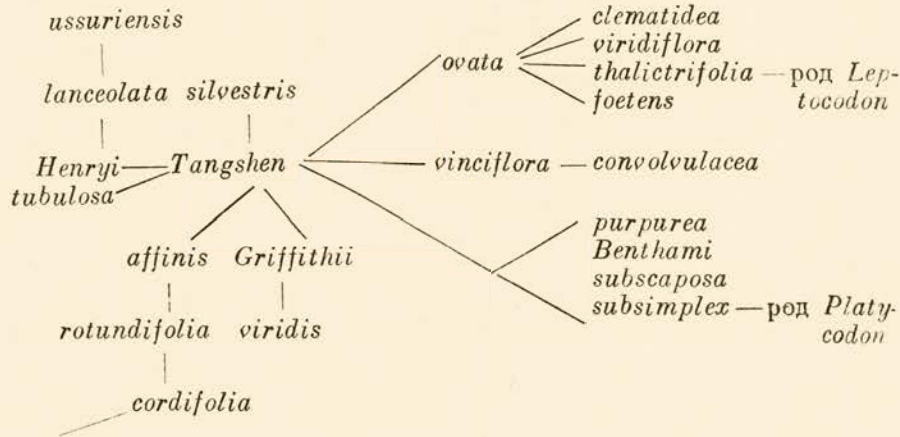 ussuriensis
clematidea
viridiflora
ovata
thalictrifolia — род Lep-
tocodon
foetens
lanceolata silvestris
Henryi — Tangshen
vinciflora — convolvulacea
tubulosa
purpurea
Benthami
subscaposa
subsimplex — род Platy-
codon
affinis Griffithii
rotundifolia viridis
cordifolia